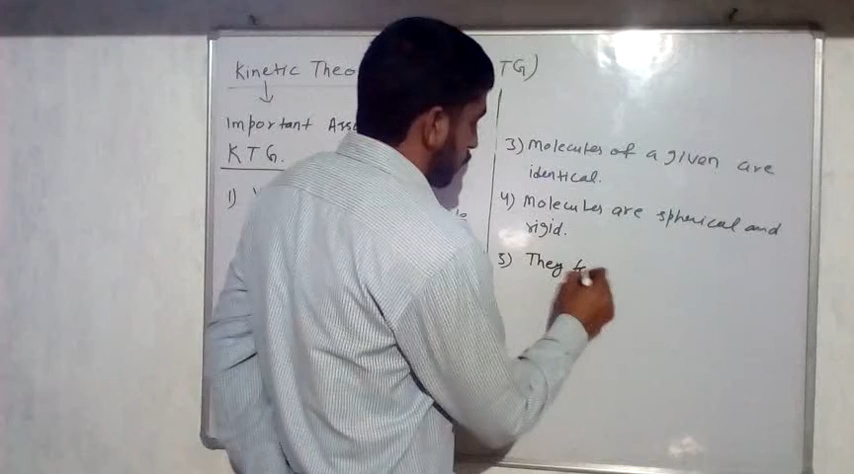 Kinetic Theo
TG)
Important Ass
KTG.
1)
3) Molecules of a given are
identical.
4) Molecules are spherical and
rigid.
5) They